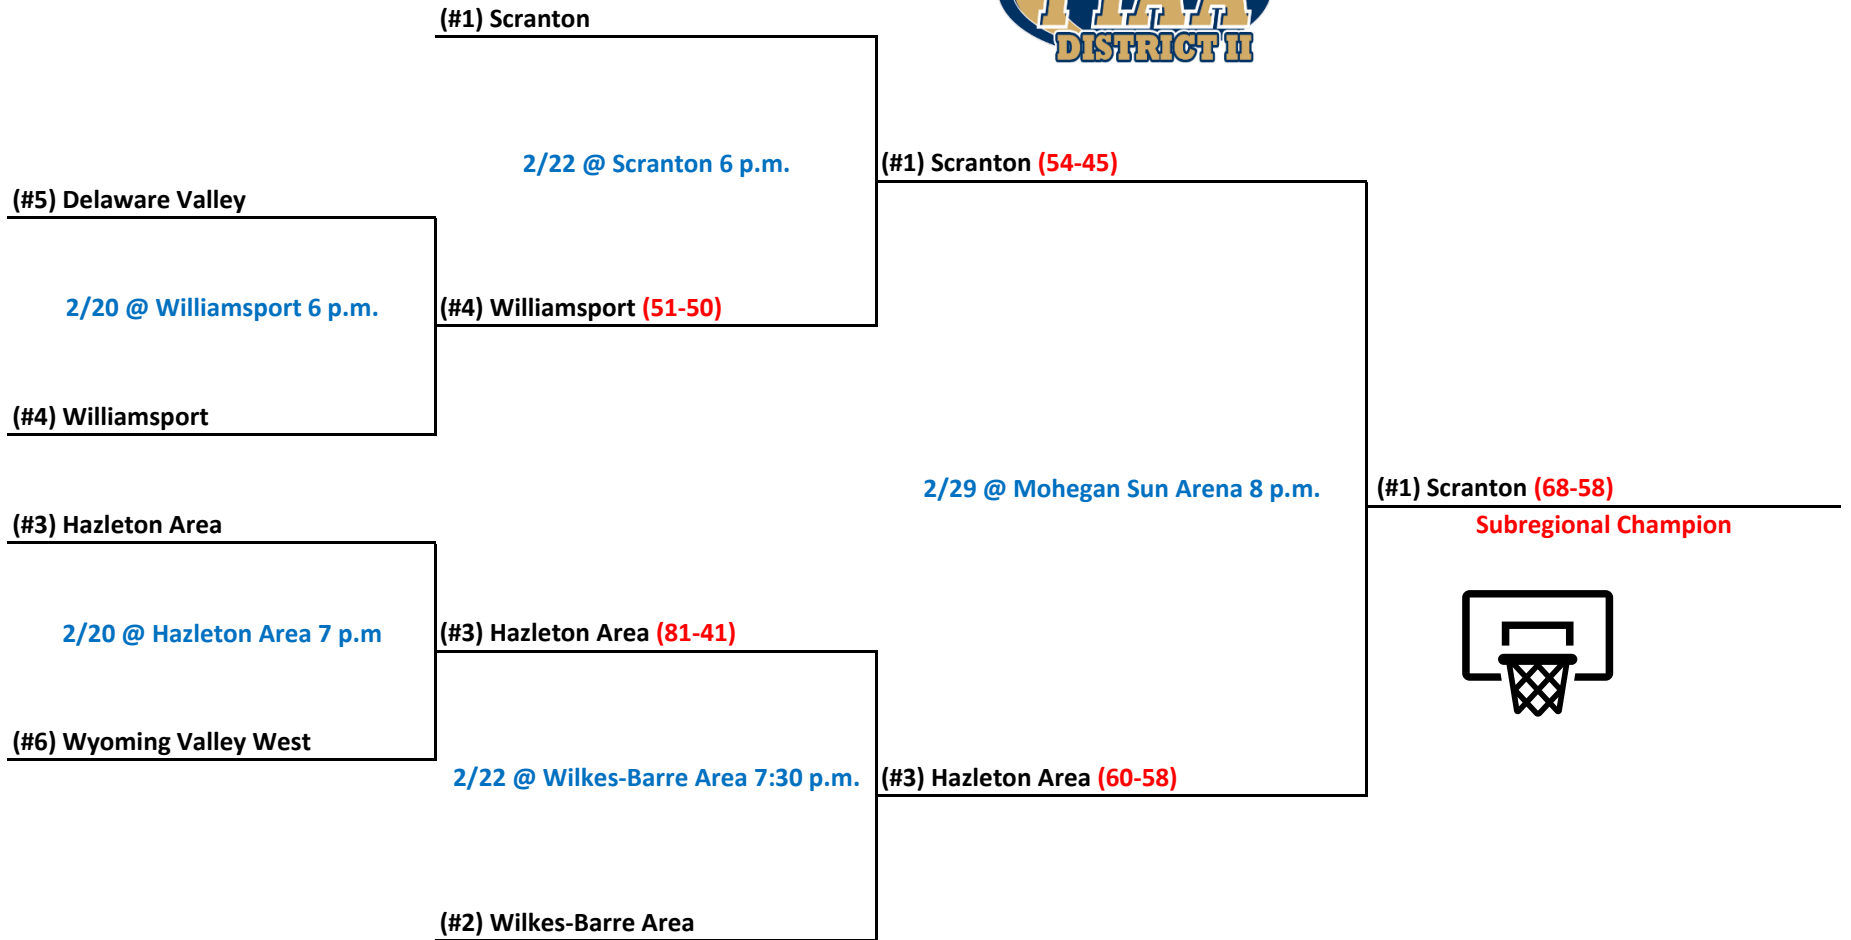 (#1) Scranton
PIAA
DISTRICT II
2/22 @ Scranton 6 p.m.
(#1) Scranton (54-45)
(#5) Delaware Valley
2/20 @ Williamsport 6 p.m.
(#4) Williamsport (51-50)
(#4) Williamsport
2/29 @ Mohegan Sun Arena 8 p.m.
(#1) Scranton (68-58)
Subregional Champion
(#3) Hazleton Area
2/20 @ Hazleton Area 7 p.m
(#3) Hazleton Area (81-41)
(#6) Wyoming Valley West
2/22 @ Wilkes-Barre Area 7:30 p.m.
(#3) Hazleton Area (60-58)
(#2) Wilkes-Barre Area